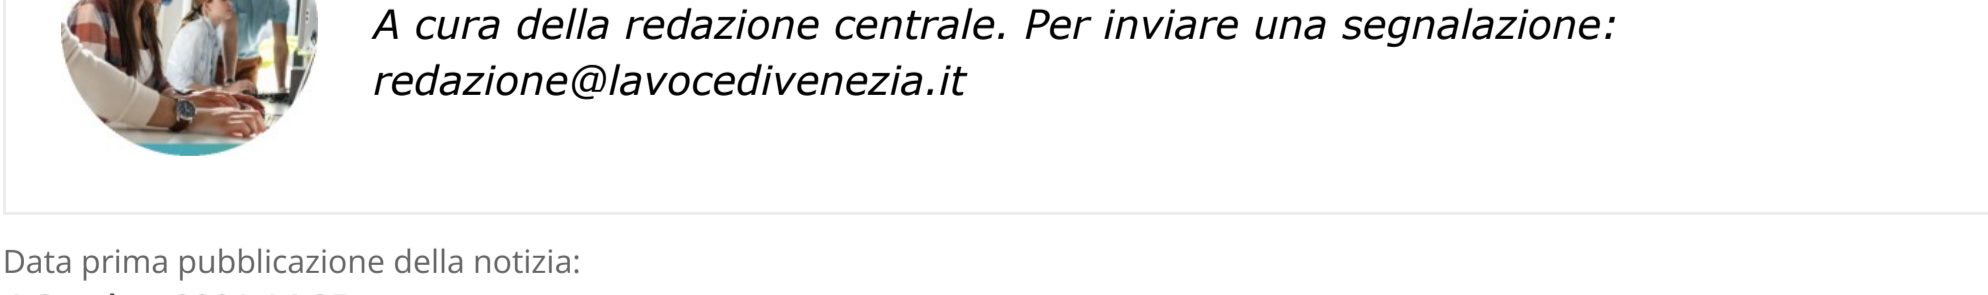 A cura della redazione centrale. Per inviare una segnalazione:
redazione@lavocedivenezia.it
Data prima pubblicazione della notizia: